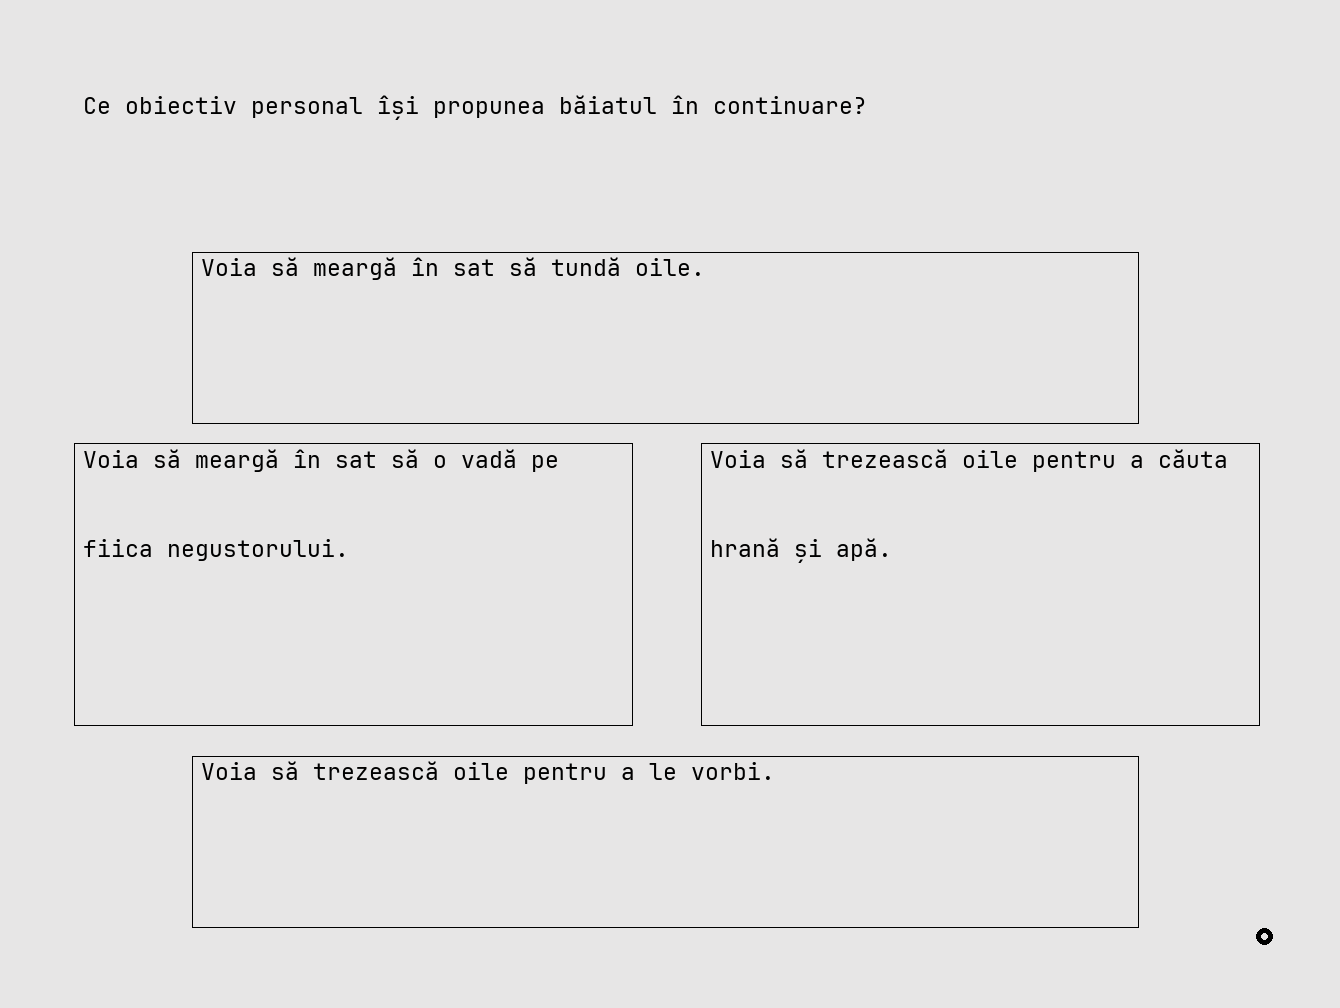 Ce obiectiv personal își propunea băiatul în continuare?
Voia să meargă în sat să tundă oile.
Voia să meargă în sat să o vadă pe
fiica negustorului.
Voia să trezească oile pentru a căuta
hrană și apă.
Voia să trezească oile pentru a le vorbi.